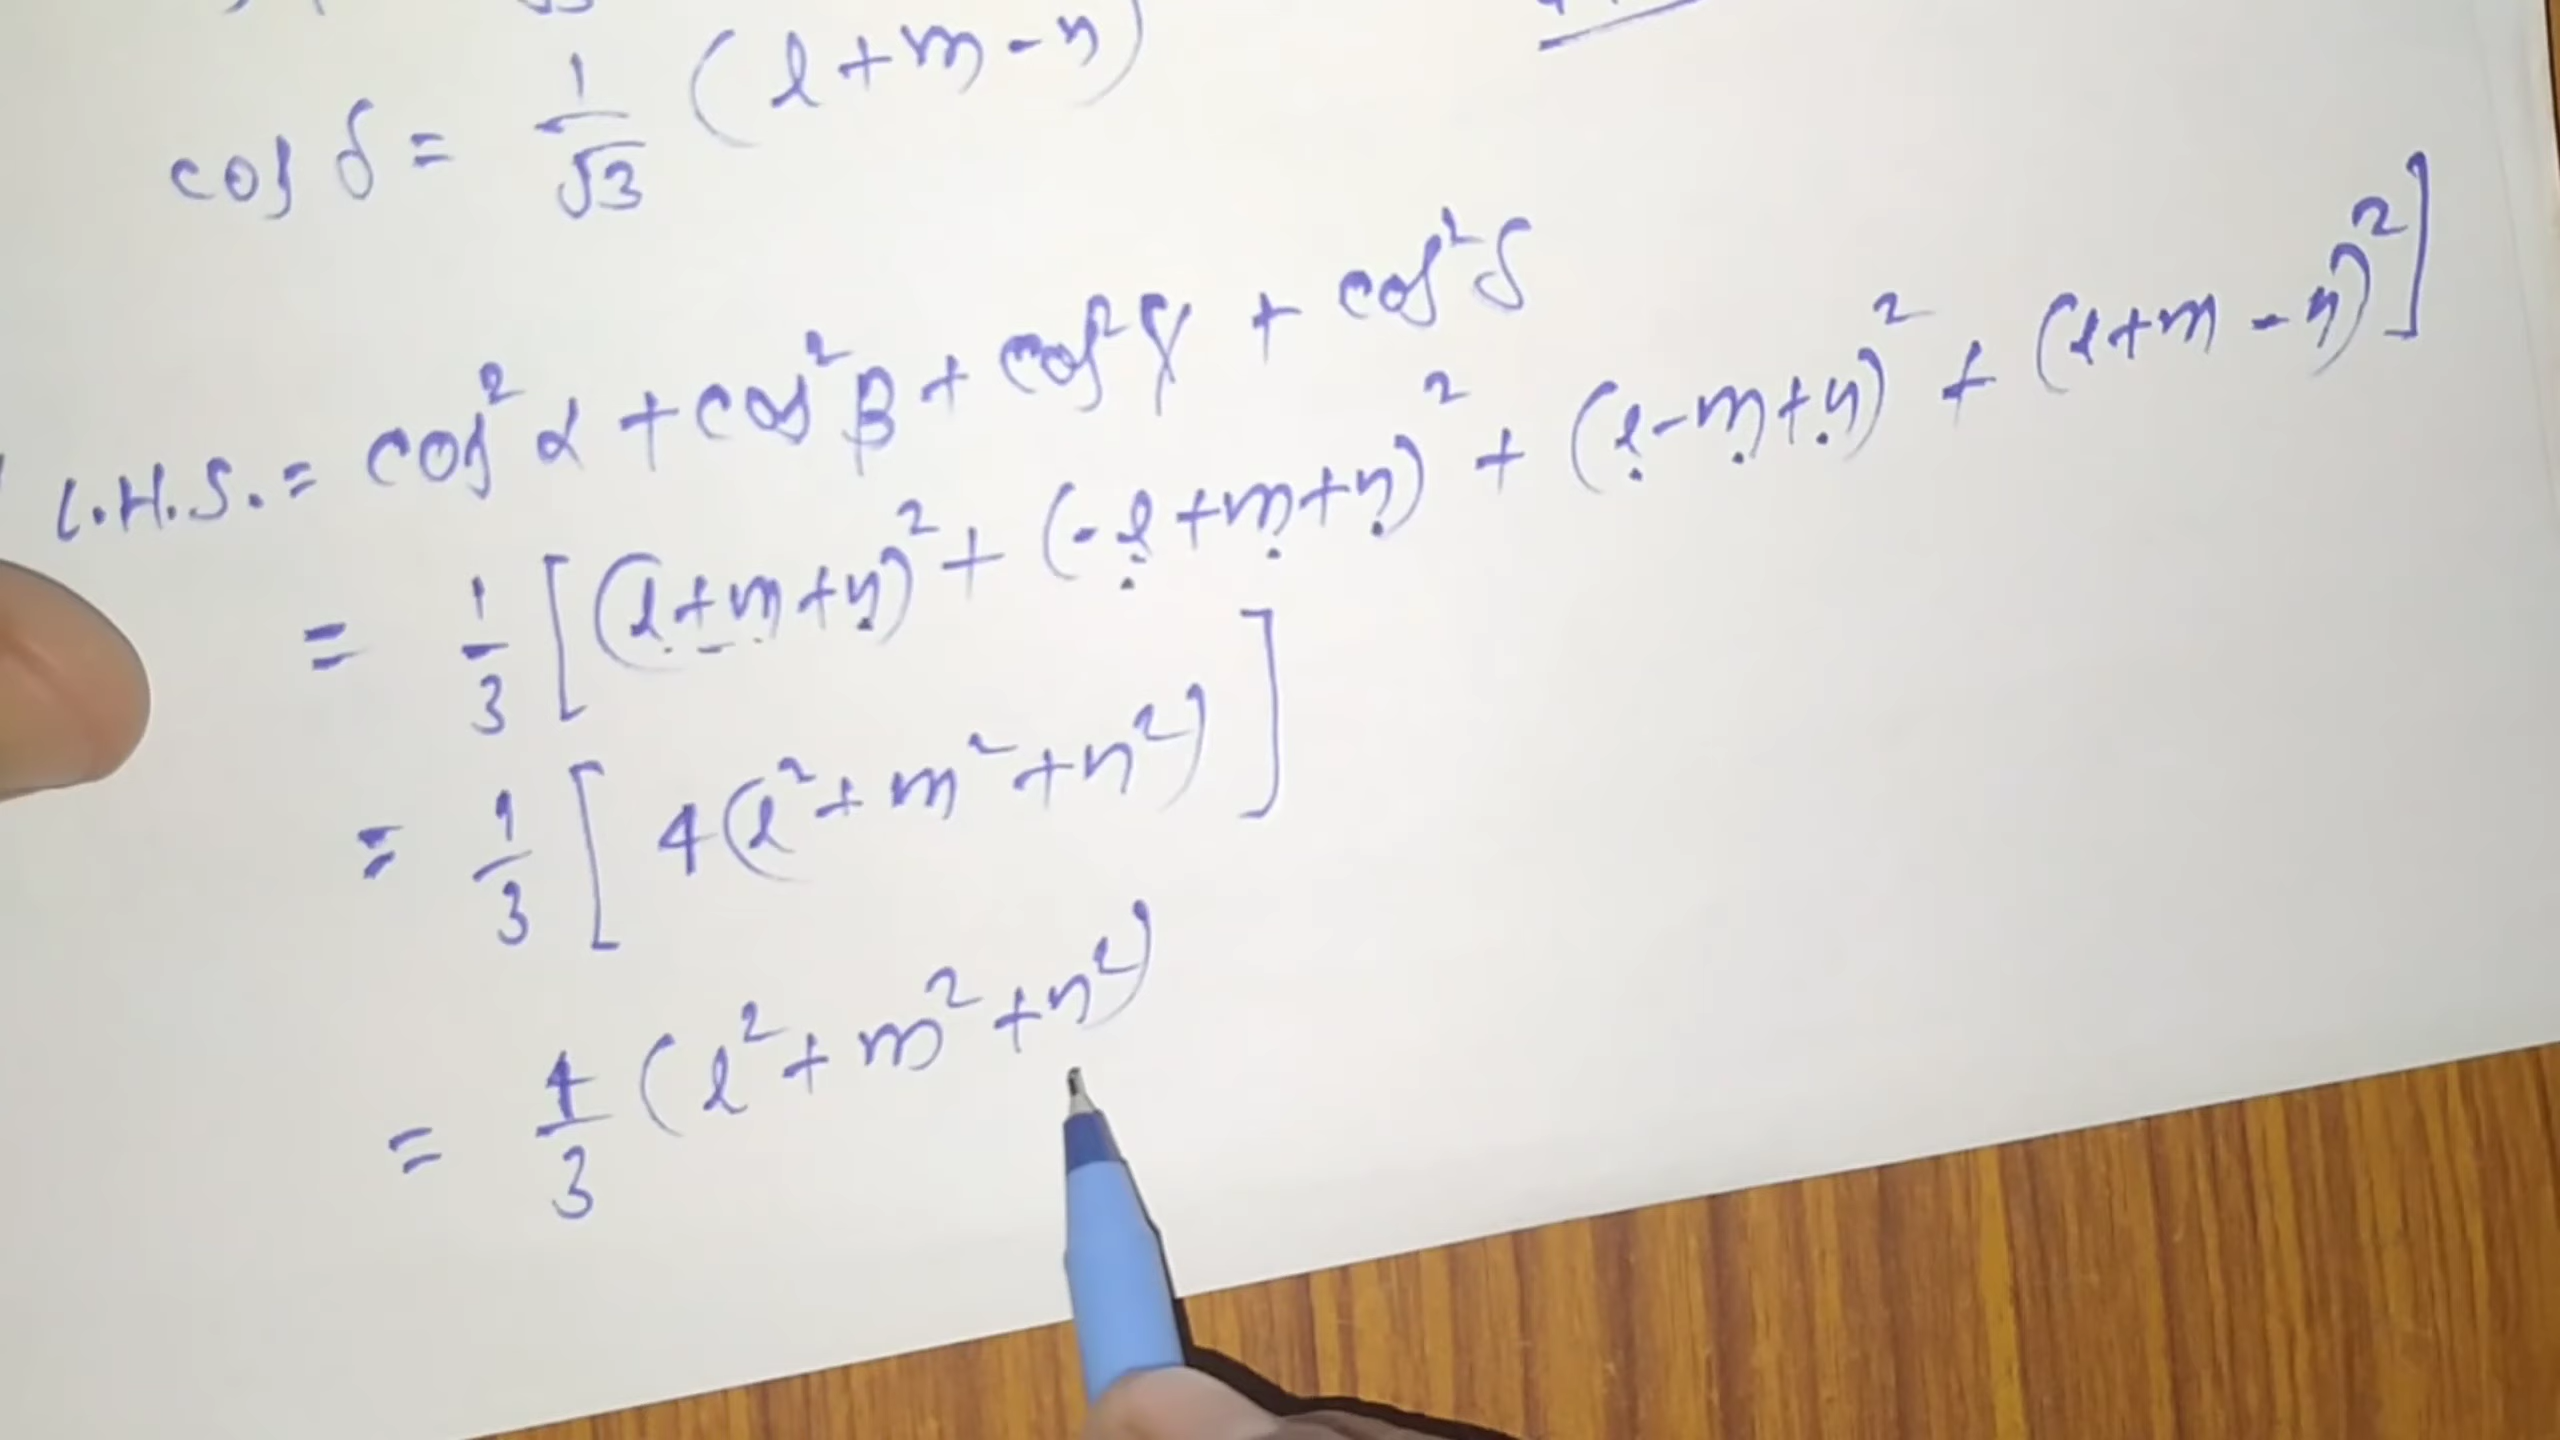 cos δ = 1/√3 (l+m-n)
L.H.S. = cos²α + cos²β + cos²γ + cos²δ
= 1/3 [(l+m+n)² + (-l+m+n)² + (l-m+n)² + (l+m-n)²]
= 1/3 [4(l²+m²+n²)]
= 4/3 (l²+m²+n²)